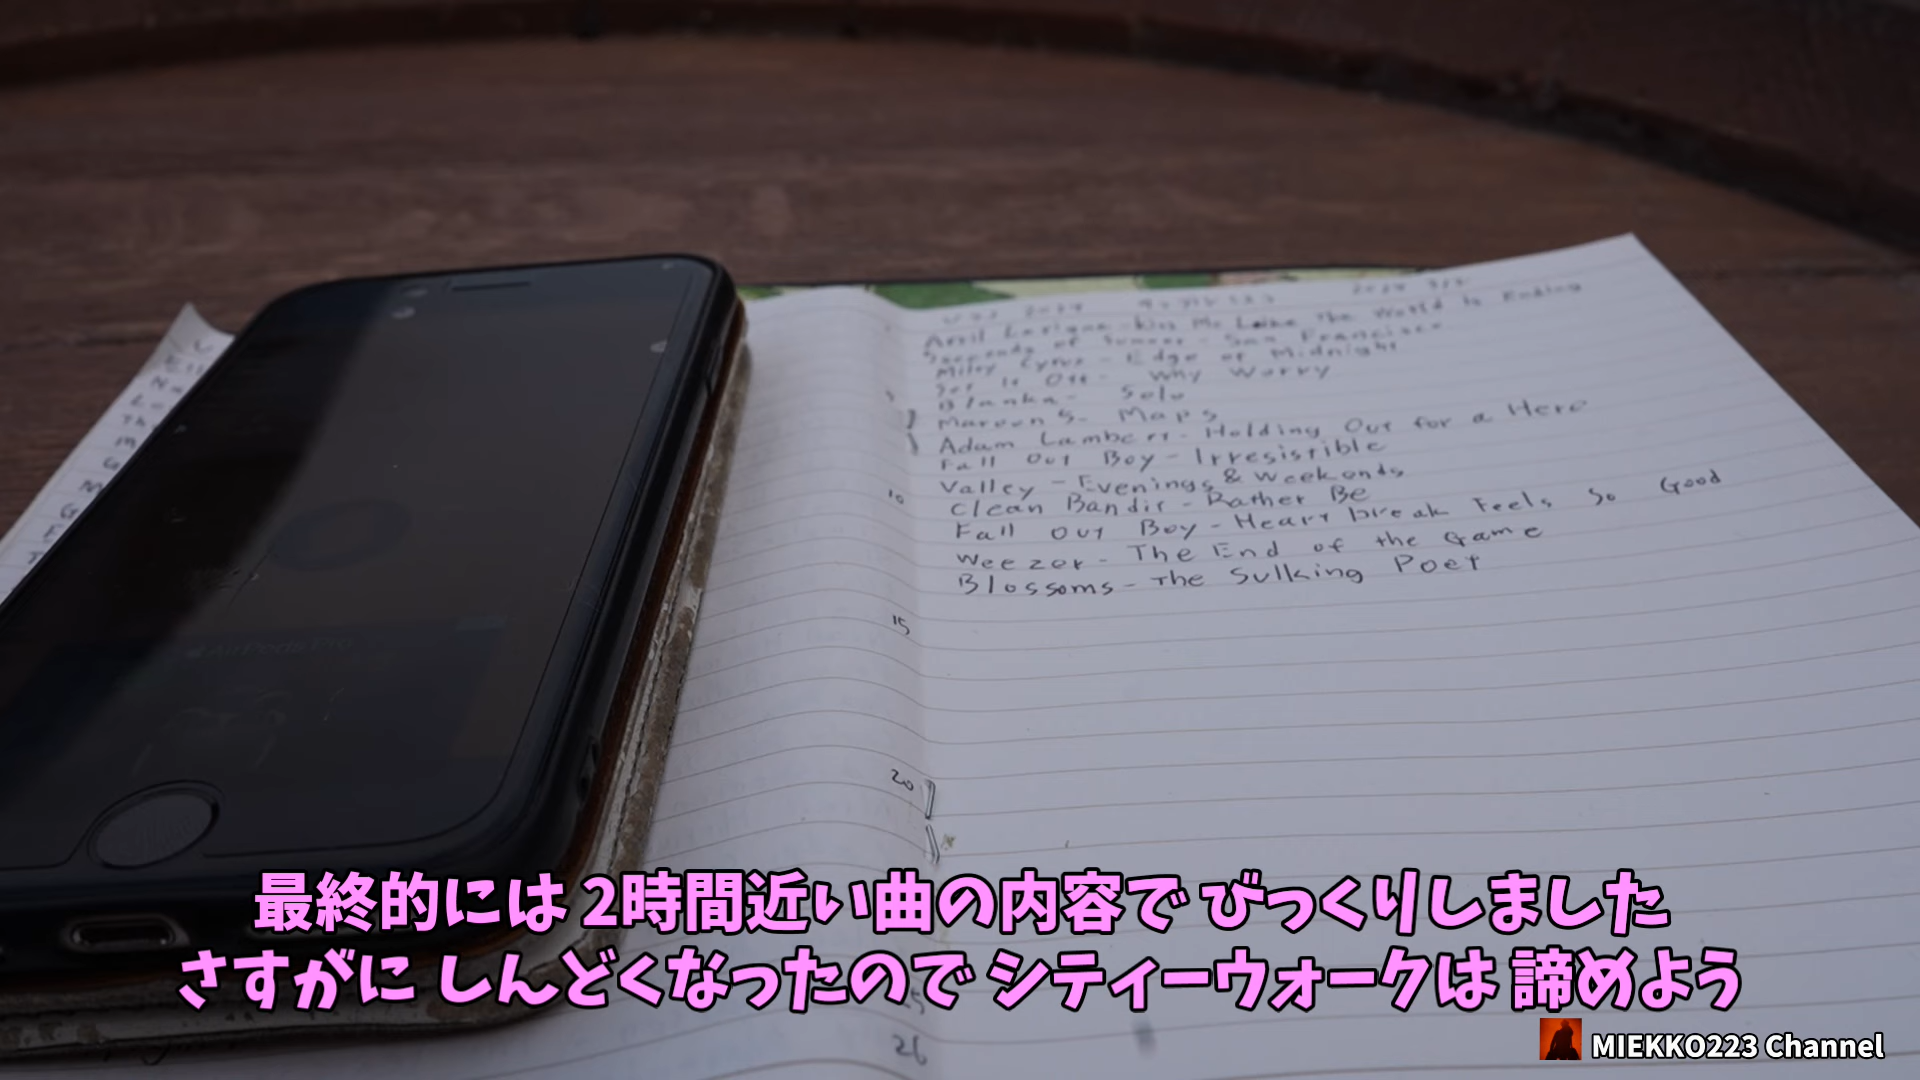 Avril Lavigne - Kiss Me Like The World Is Ending
5 seconds of Summer - San Francisco
Miley Cyrus - Edge of Midnight
Set It Off - Why Worry
Blanka - Solo
Maroon 5 - Maps
Adam Lambert - Holding Out for a Hero
Fall Out Boy - Irresistible
Valley - Evenings & Weekends
10
Clean Bandit - Rather Be
Fall Out Boy - Heartbreak Feels So Good
Weezer - The End of the Game
Blossoms - The Sulking Poet
15
20
26
最終的には 2時間近い曲の内容で びっくりしました
さすがに しんどくなったので シティーウォークは 諦めよう
MIEKKO223 Channel